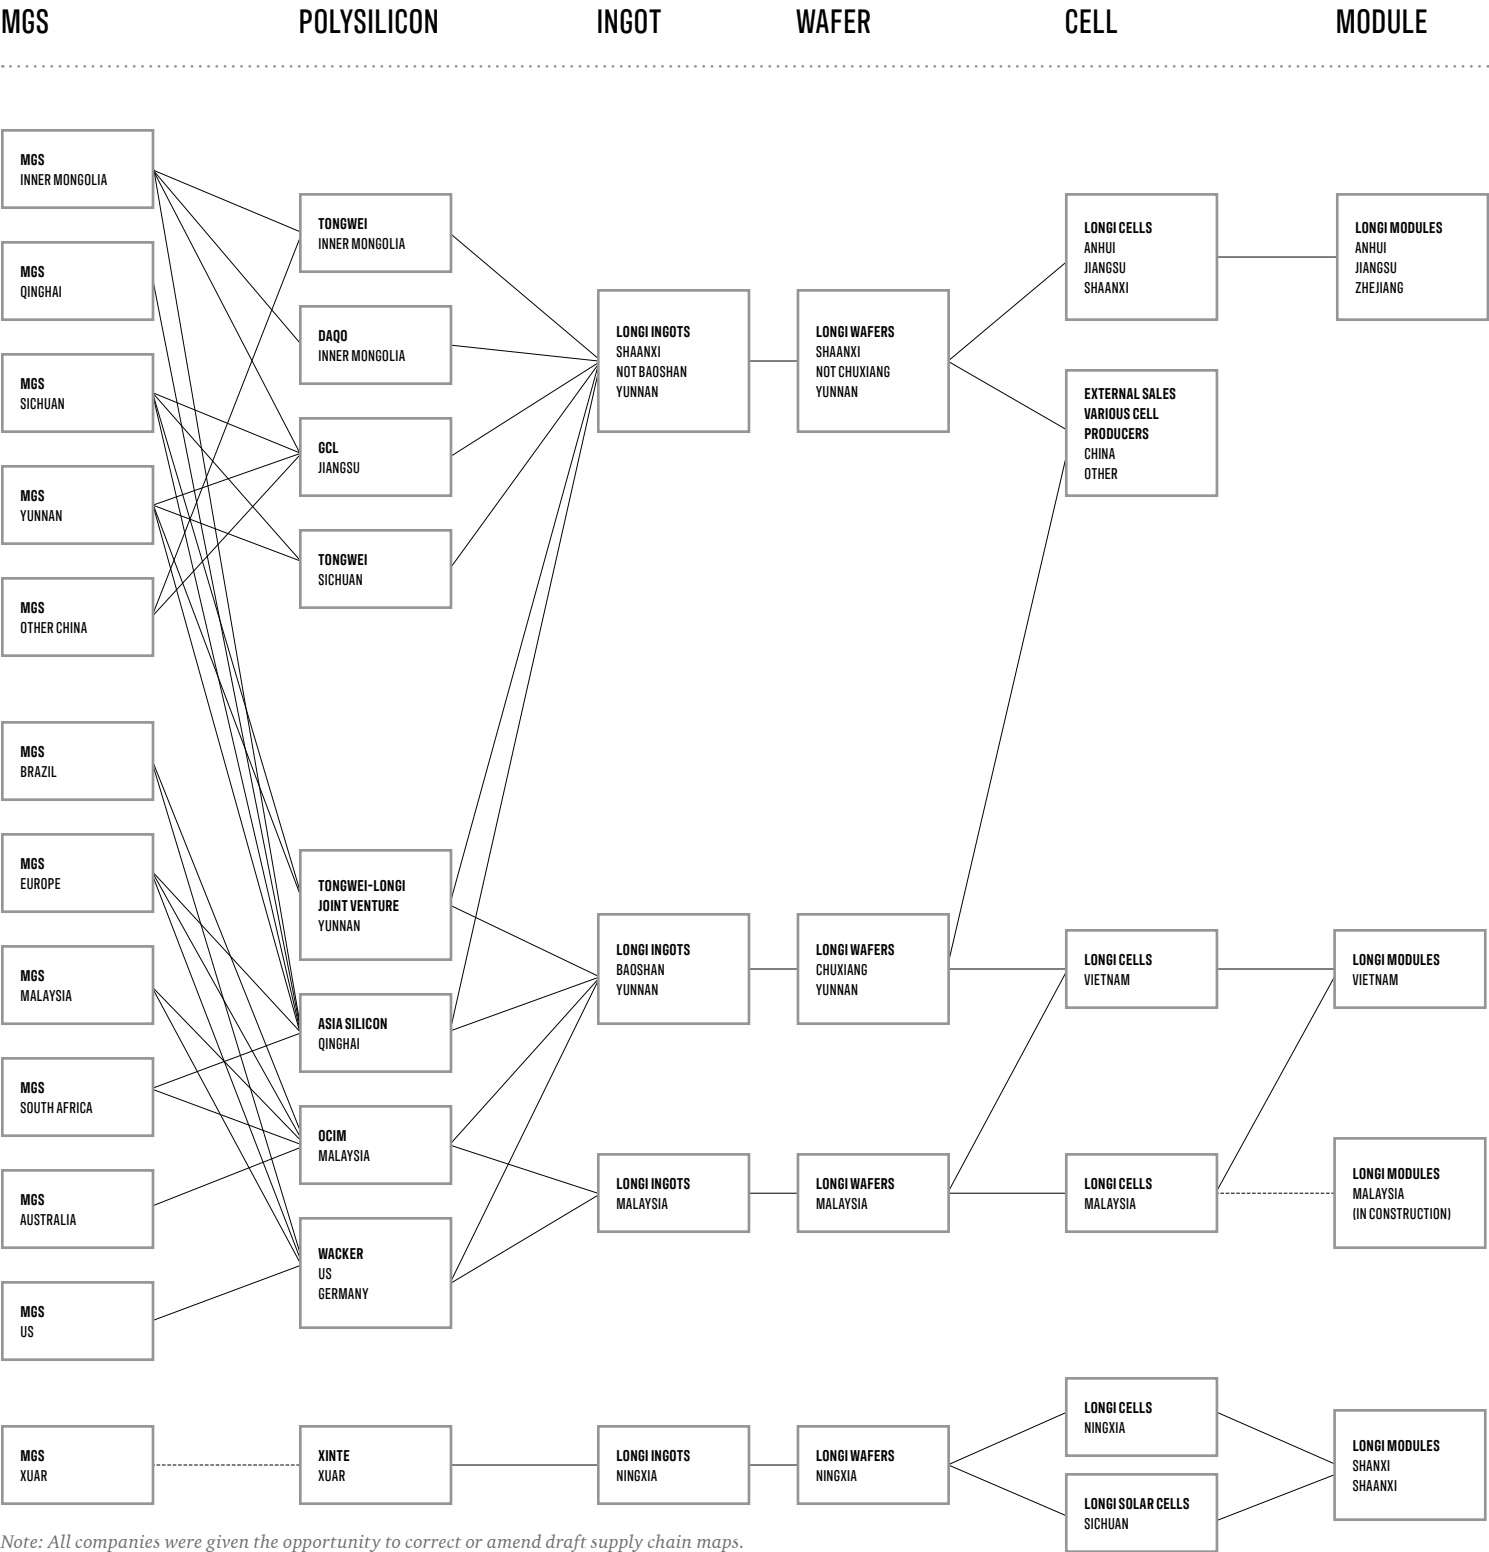 MGS
POLYSILICON
INGOT
WAFER
CELL
MODULE
MGS
INNER MONGOLIA
MGS
QINGHAI
MGS
SICHUAN
MGS
YUNNAN
MGS
OTHER CHINA
MGS
BRAZIL
MGS
EUROPE
MGS
MALAYSIA
MGS
SOUTH AFRICA
MGS
AUSTRALIA
MGS
US
MGS
XUAR
TONGWEI
INNER MONGOLIA
DAQO
INNER MONGOLIA
GCL
JIANGSU
TONGWEI
SICHUAN
TONGWEI-LONGI
JOINT VENTURE
YUNNAN
ASIA SILICON
QINGHAI
OCIM
MALAYSIA
WACKER
US
GERMANY
XINTE
XUAR
LONGI INGOTS
SHAANXI
NOT BAOSHAN
YUNNAN
LONGI INGOTS
BAOSHAN
YUNNAN
LONGI INGOTS
MALAYSIA
LONGI INGOTS
NINGXIA
LONGI WAFERS
SHAANXI
NOT CHUXIANG
YUNNAN
LONGI WAFERS
CHUXIANG
YUNNAN
LONGI WAFERS
MALAYSIA
LONGI WAFERS
NINGXIA
LONGI CELLS
ANHUI
JIANGSU
SHAANXI
EXTERNAL SALES
VARIOUS CELL
PRODUCERS
CHINA
OTHER
LONGI CELLS
VIETNAM
LONGI CELLS
MALAYSIA
LONGI CELLS
NINGXIA
LONGI SOLAR CELLS
SICHUAN
LONGI MODULES
ANHUI
JIANGSU
ZHEJIANG
LONGI MODULES
VIETNAM
LONGI MODULES
MALAYSIA
(IN CONSTRUCTION)
LONGI MODULES
SHANXI
SHAANXI
Note: All companies were given the opportunity to correct or amend draft supply chain maps.